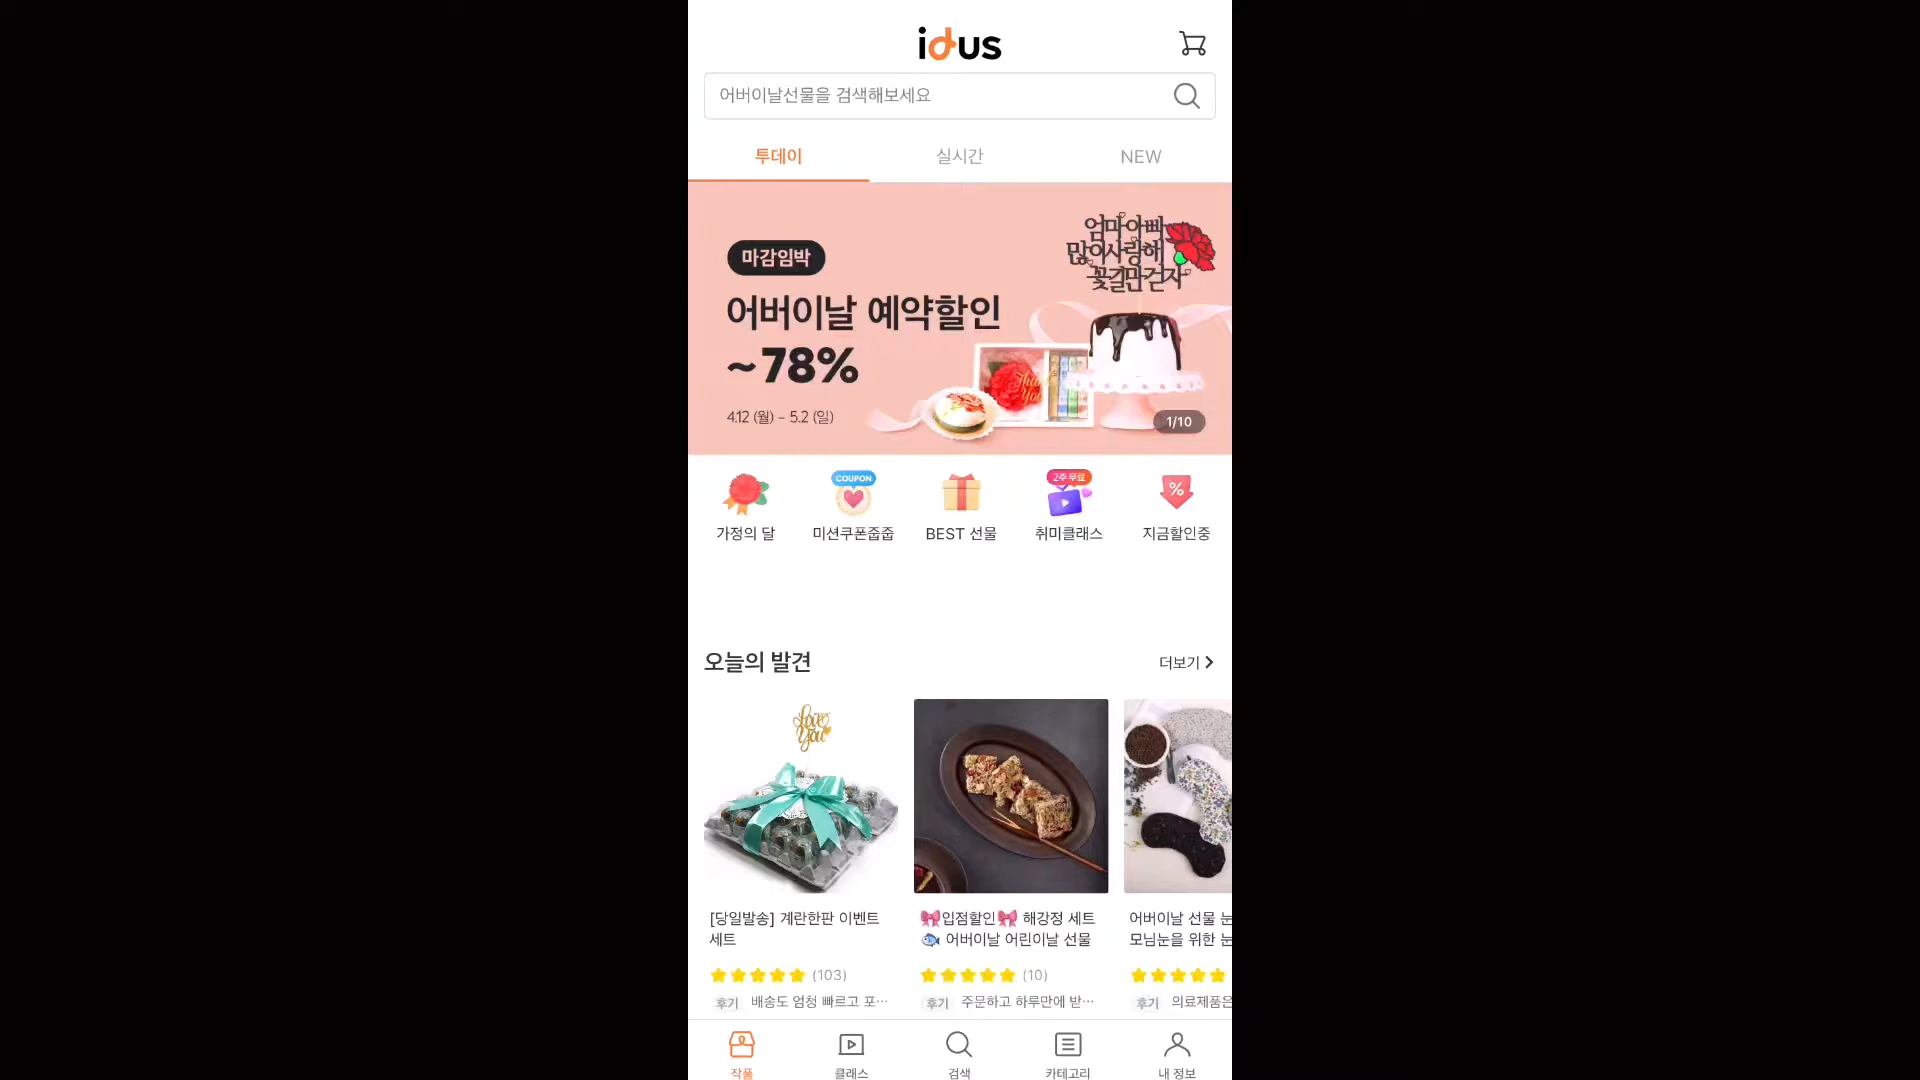 idus
어버이날선물을 검색해보세요
투데이
실시간
NEW
엄마아빠
많이사랑해
꽃길만걷자
마감임박
어버이날 예약할인
~78%
4.12 (월) - 5.2 (일)
Thank
You
1/10
COUPON
2주 무료
%
가정의 달
미션쿠폰줍줍
BEST 선물
취미클래스
지금할인중
오늘의 발견
더보기
Love
You
[당일발송] 계란한판 이벤트
세트
(103)
후기 배송도 엄청 빠르고 포…
🎀입점할인🎀 해강정 세트
🐟 어버이날 어린이날 선물
(10)
후기 주문하고 하루만에 받…
어버이날 선물 눈
모님눈을 위한 눈
후기 의료제품은
작품
클래스
검색
카테고리
내 정보